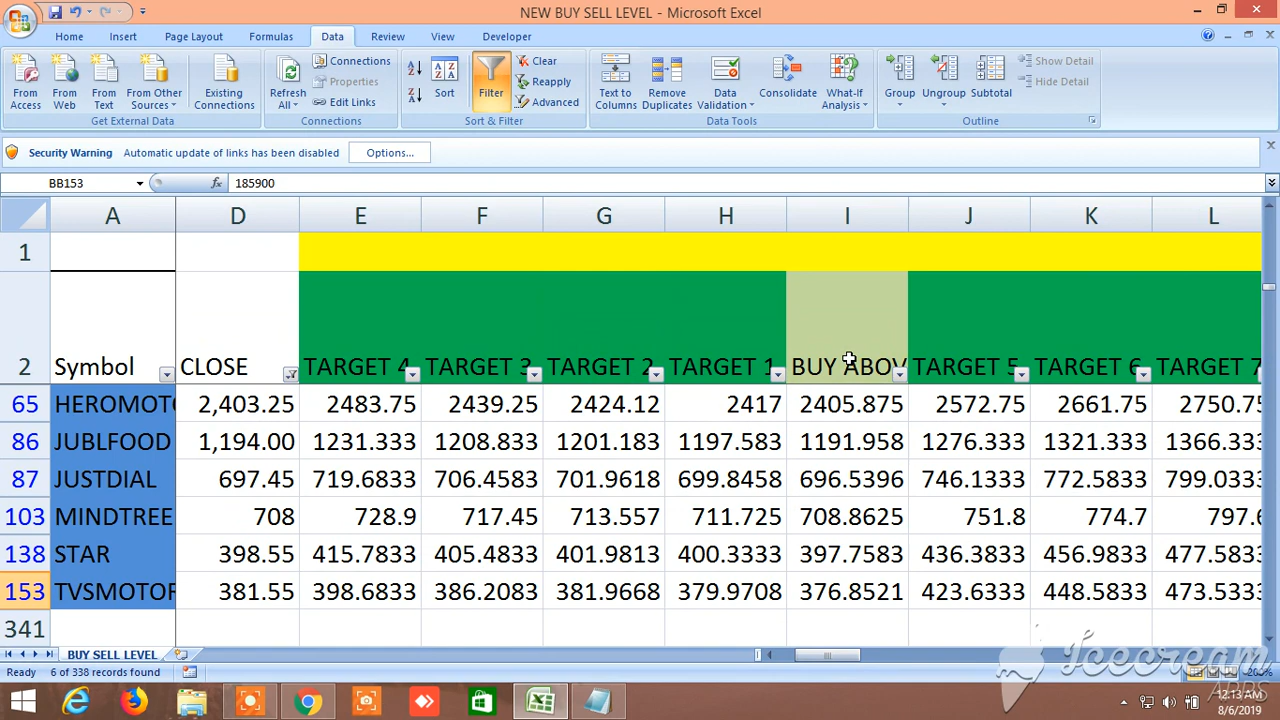 NEW BUY SELL LEVEL - Microsoft Excel
Home Insert Page Layout Formulas Data Review View Developer
From Access From Web From Text From Other Sources Existing Connections Refresh All Connections Properties Edit Links Sort Filter Clear Reapply Advanced Text to Columns Remove Duplicates Data Validation Consolidate What-If Analysis Group Ungroup Subtotal Show Detail Hide Detail
Get External Data Connections Sort & Filter Data Tools Outline
Security Warning Automatic update of links has been disabled Options...
BB153 fx 185900
A D E F G H I J K L
1
2 Symbol CLOSE TARGET 4 TARGET 3 TARGET 2 TARGET 1 BUY ABOV TARGET 5 TARGET 6 TARGET 7
65 HEROMOTO 2,403.25 2483.75 2439.25 2424.12 2417 2405.875 2572.75 2661.75 2750.75
86 JUBLFOOD 1,194.00 1231.333 1208.833 1201.183 1197.583 1191.958 1276.333 1321.333 1366.333
87 JUSTDIAL 697.45 719.6833 706.4583 701.9618 699.8458 696.5396 746.1333 772.5833 799.0333
103 MINDTREE 708 728.9 717.45 713.557 711.725 708.8625 751.8 774.7 797.6
138 STAR 398.55 415.7833 405.4833 401.9813 400.3333 397.7583 436.3833 456.9833 477.5833
153 TVSMOTOR 381.55 398.6833 386.2083 381.9668 379.9708 376.8521 423.6333 448.5833 473.5333
341
BUY SELL LEVEL
Ready 6 of 338 records found 200%
Icecream
APPS
12:13 AM
8/6/2019